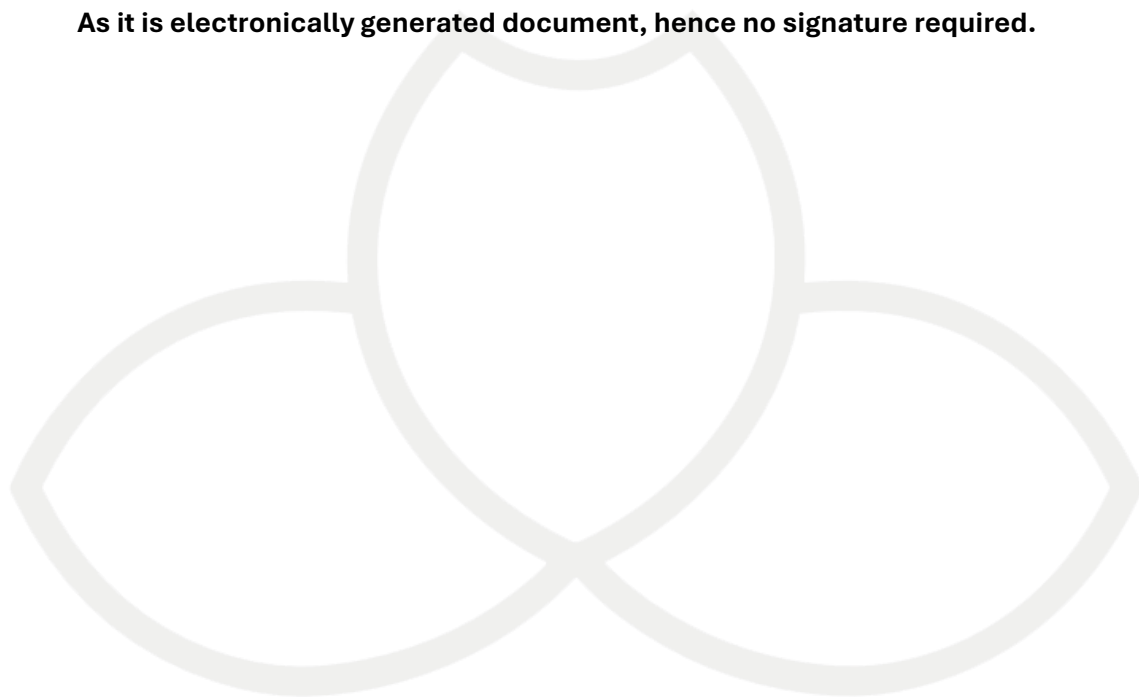 As it is electronically generated document, hence no signature required.